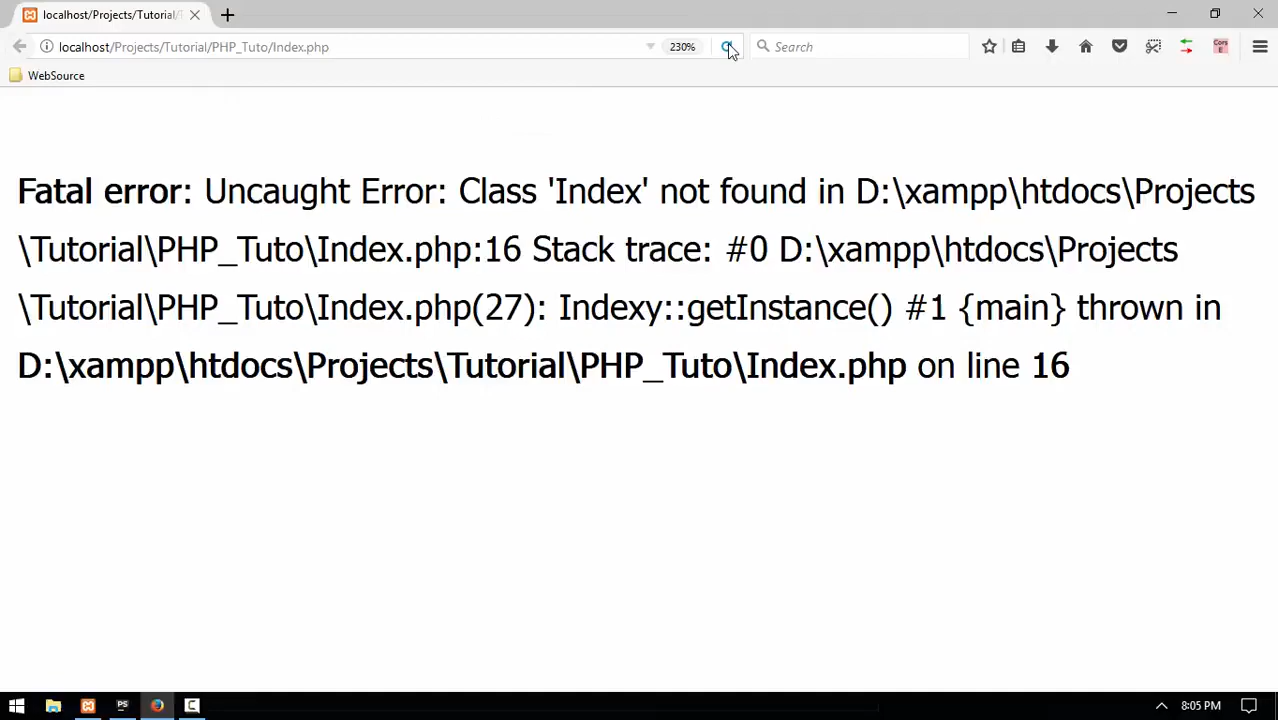 localhost/Projects/Tutorial/
localhost/Projects/Tutorial/PHP_Tuto/Index.php
230%
Search
WebSource
Fatal error: Uncaught Error: Class 'Index' not found in D:\xampp\htdocs\Projects
\Tutorial\PHP_Tuto\Index.php:16 Stack trace: #0 D:\xampp\htdocs\Projects
\Tutorial\PHP_Tuto\Index.php(27): Indexy::getInstance() #1 {main} thrown in
D:\xampp\htdocs\Projects\Tutorial\PHP_Tuto\Index.php on line 16
PS
C
8:05 PM